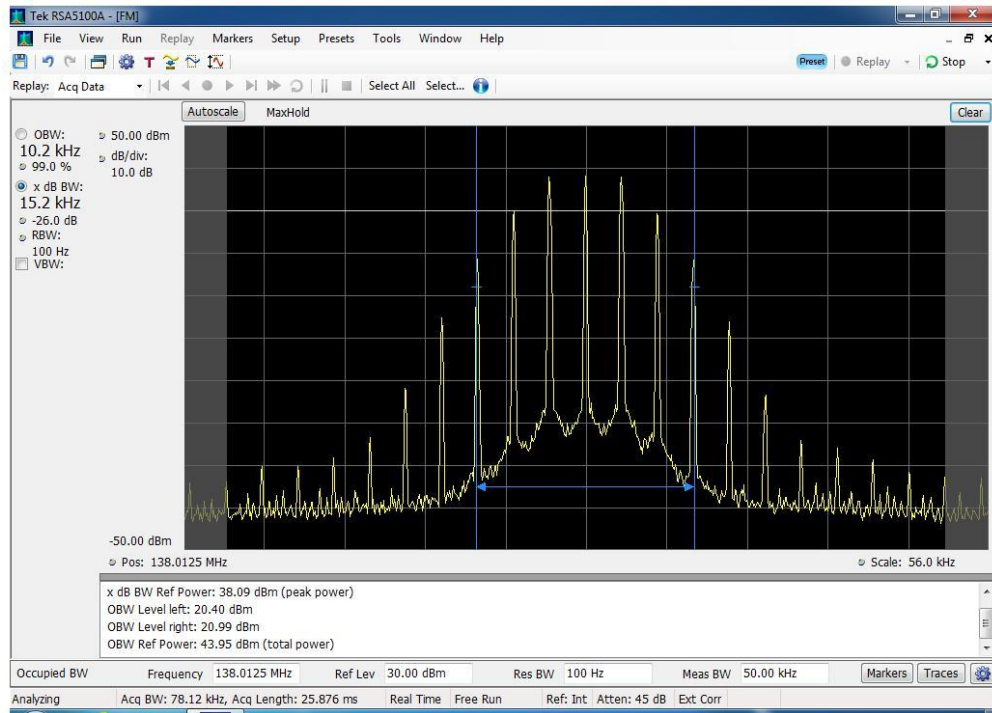 Tek RSA5100A - [FM]
File View Run Replay Markers Setup Presets Tools Window Help
T Preset Replay Stop
Replay: Acq Data Select All Select...
Autoscale MaxHold Clear
OBW:
10.2 kHz
99.0 %
x dB BW:
15.2 kHz
-26.0 dB
RBW:
100 Hz
VBW:
50.00 dBm
dB/div:
10.0 dB
-50.00 dBm
Pos: 138.0125 MHz Scale: 56.0 kHz
x dB BW Ref Power: 38.09 dBm (peak power)
OBW Level left: 20.40 dBm
OBW Level right: 20.99 dBm
OBW Ref Power: 43.95 dBm (total power)
Occupied BW Frequency 138.0125 MHz Ref Lev 30.00 dBm Res BW 100 Hz Meas BW 50.00 kHz Markers Traces
Analyzing Acq BW: 78.12 kHz, Acq Length: 25.876 ms Real Time Free Run Ref: Int Atten: 45 dB Ext Corr